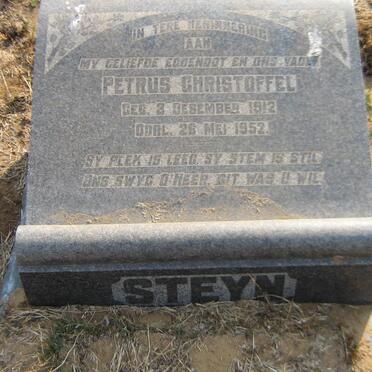 IN TERE HERINNERING
AAN
MY GELIEFDE EGGENOOT EN ONS VADER
PETRUS CHRISTOFFEL
GEB. 3 DESEMBER 1912
OORL. 26 MEI 1952.
SY PLEK IS LEEG, SY STEM IS STIL
ONS SWYG O'HEER, DIT WAS U WIL.
STEYN